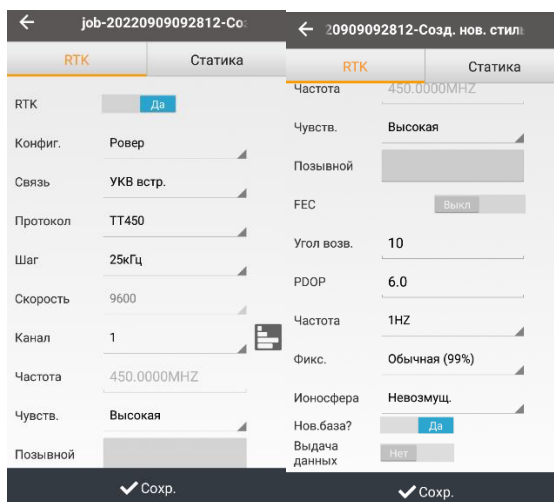 job-20220909092812-Со
RTK Статика
RTK Да
Конфиг. Ровер
Связь УКВ встр.
Протокол TT450
Шаг 25кГц
Скорость 9600
Канал 1
Частота 450.0000MHZ
Чувств. Высокая
Позывной
Сохр.
20909092812-Созд. нов. стил
RTK Статика
Частота 450.0000MHZ
Чувств. Высокая
Позывной
FEC Выкл
Угол возв. 10
PDOP 6.0
Частота 1HZ
Фикс. Обычная (99%)
Ионосфера Невозмущ.
Нов.база? Да
Выдача
данных Нет
Сохр.